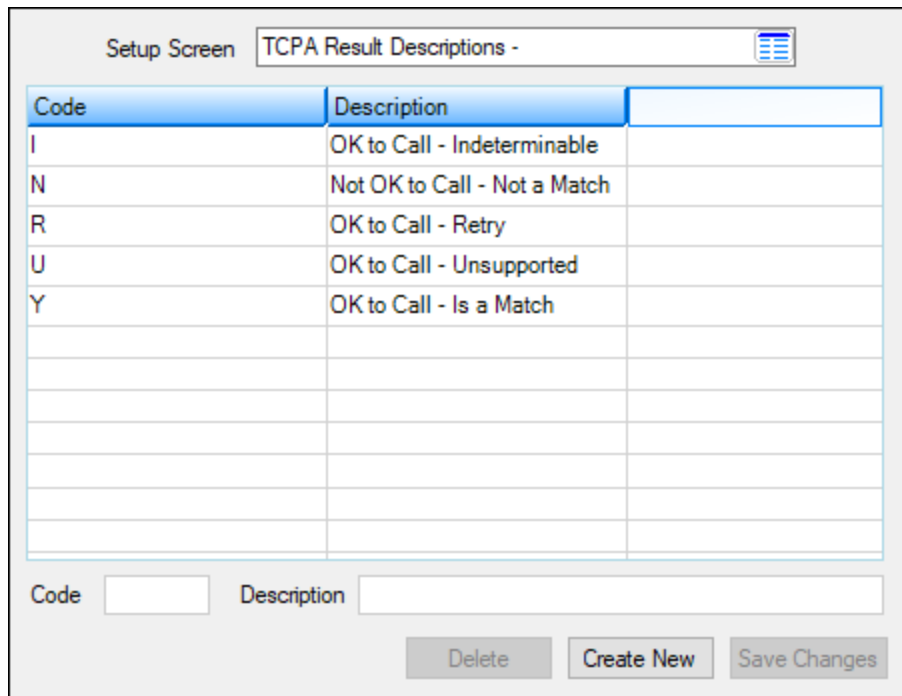 Setup Screen TCPA Result Descriptions -
Code Description
I OK to Call - Indeterminable
N Not OK to Call - Not a Match
R OK to Call - Retry
U OK to Call - Unsupported
Y OK to Call - Is a Match
Code Description
Delete Create New Save Changes